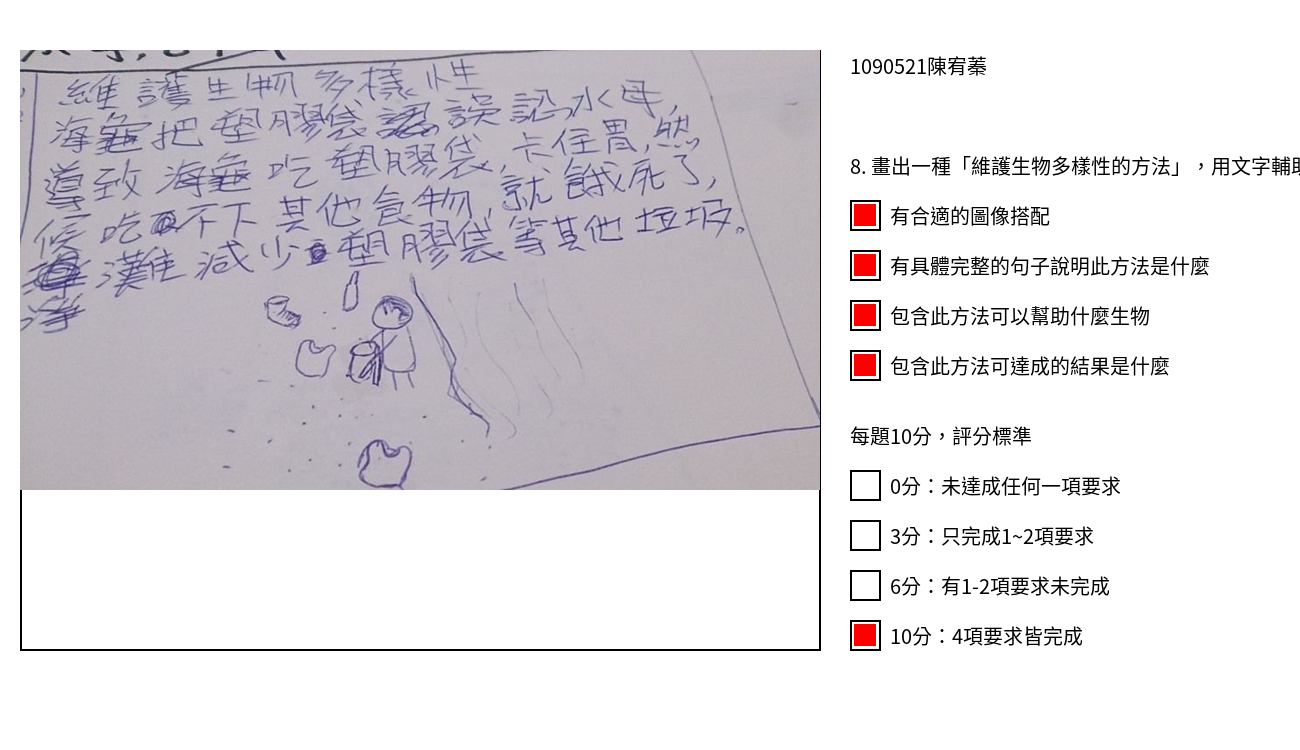 維護生物多樣性
海龜把塑膠袋誤認水母,
導致海龜吃塑膠袋,卡住胃,然
候吃不下其他食物,就餓死了,
淨灘減少塑膠袋等其他垃圾。
1090521陳宥蓁
8. 畫出一種「維護生物多樣性的方法」，用文字輔助
有合適的圖像搭配
有具體完整的句子說明此方法是什麼
包含此方法可以幫助什麼生物
包含此方法可達成的結果是什麼
每題10分，評分標準
0分：未達成任何一項要求
3分：只完成1~2項要求
6分：有1-2項要求未完成
10分：4項要求皆完成